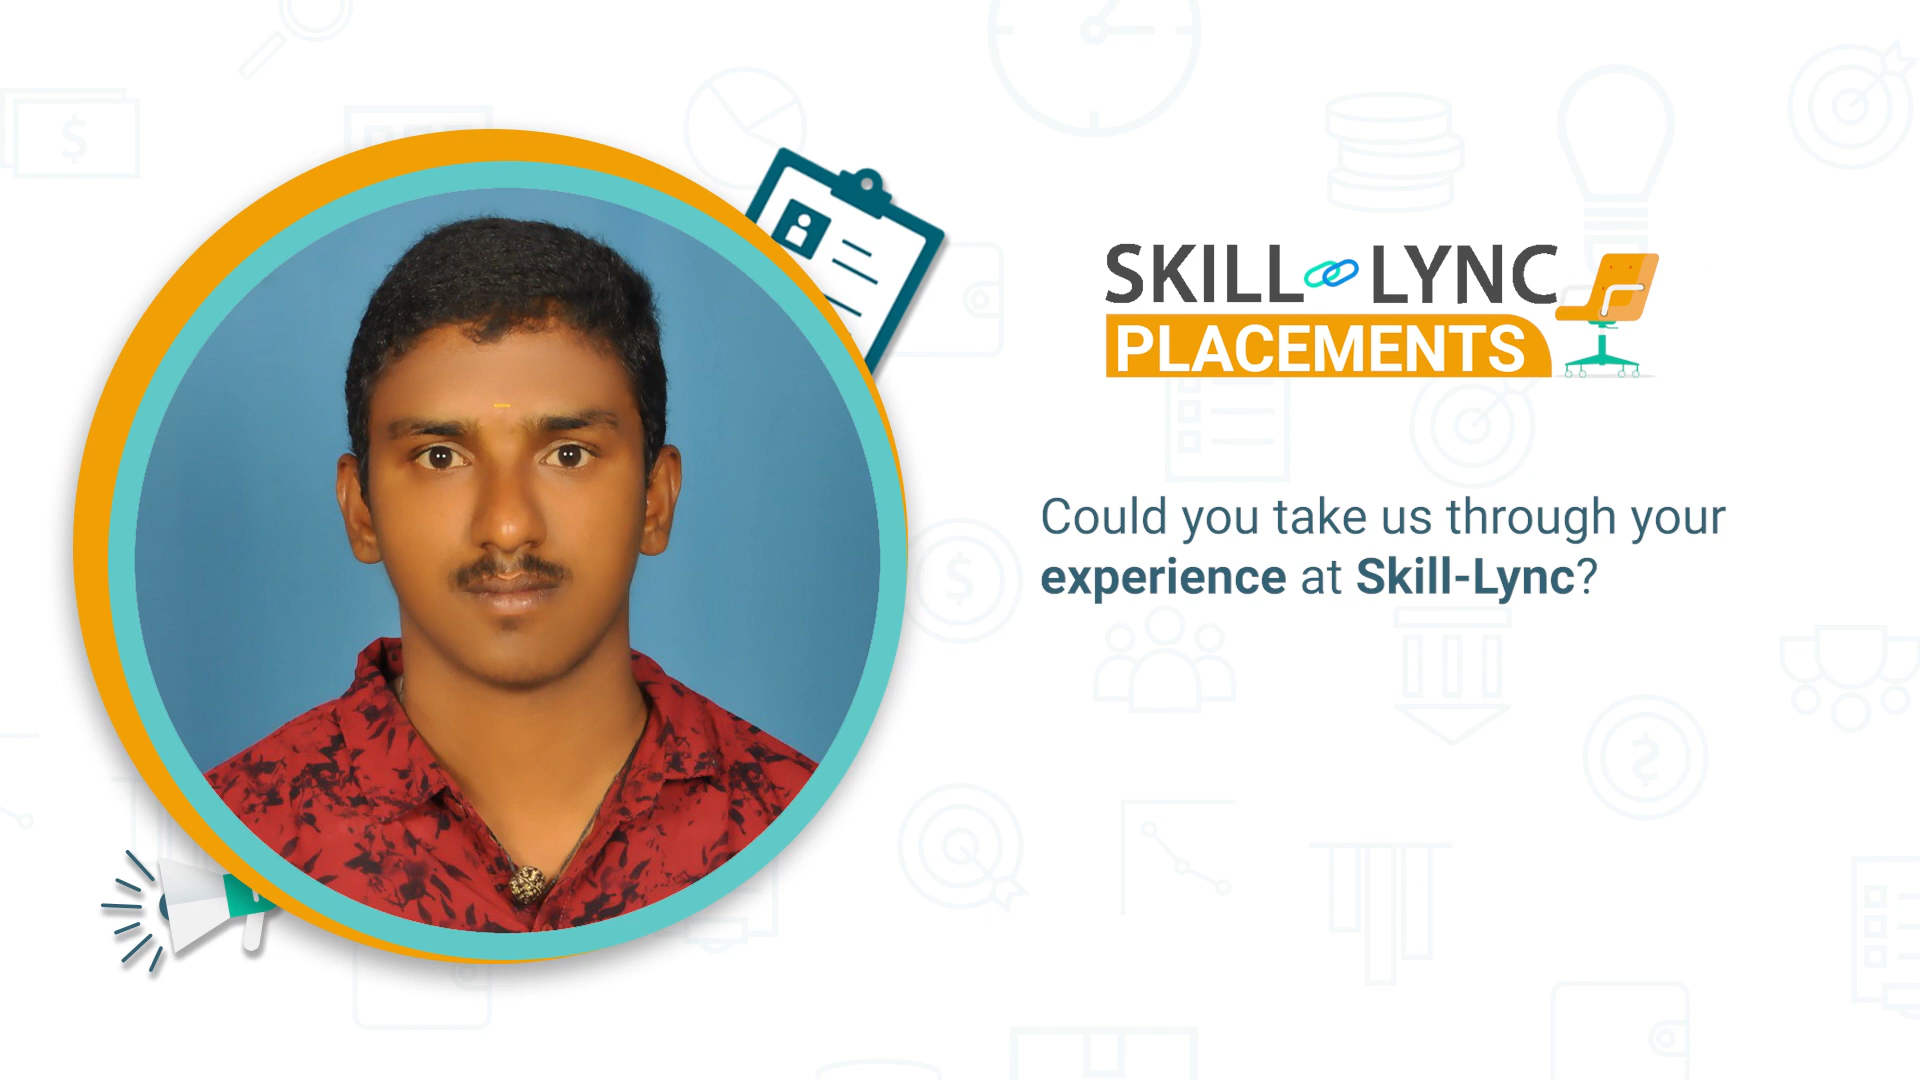 SKILL LYNC
PLACEMENTS
Could you take us through your
experience at Skill-Lync?